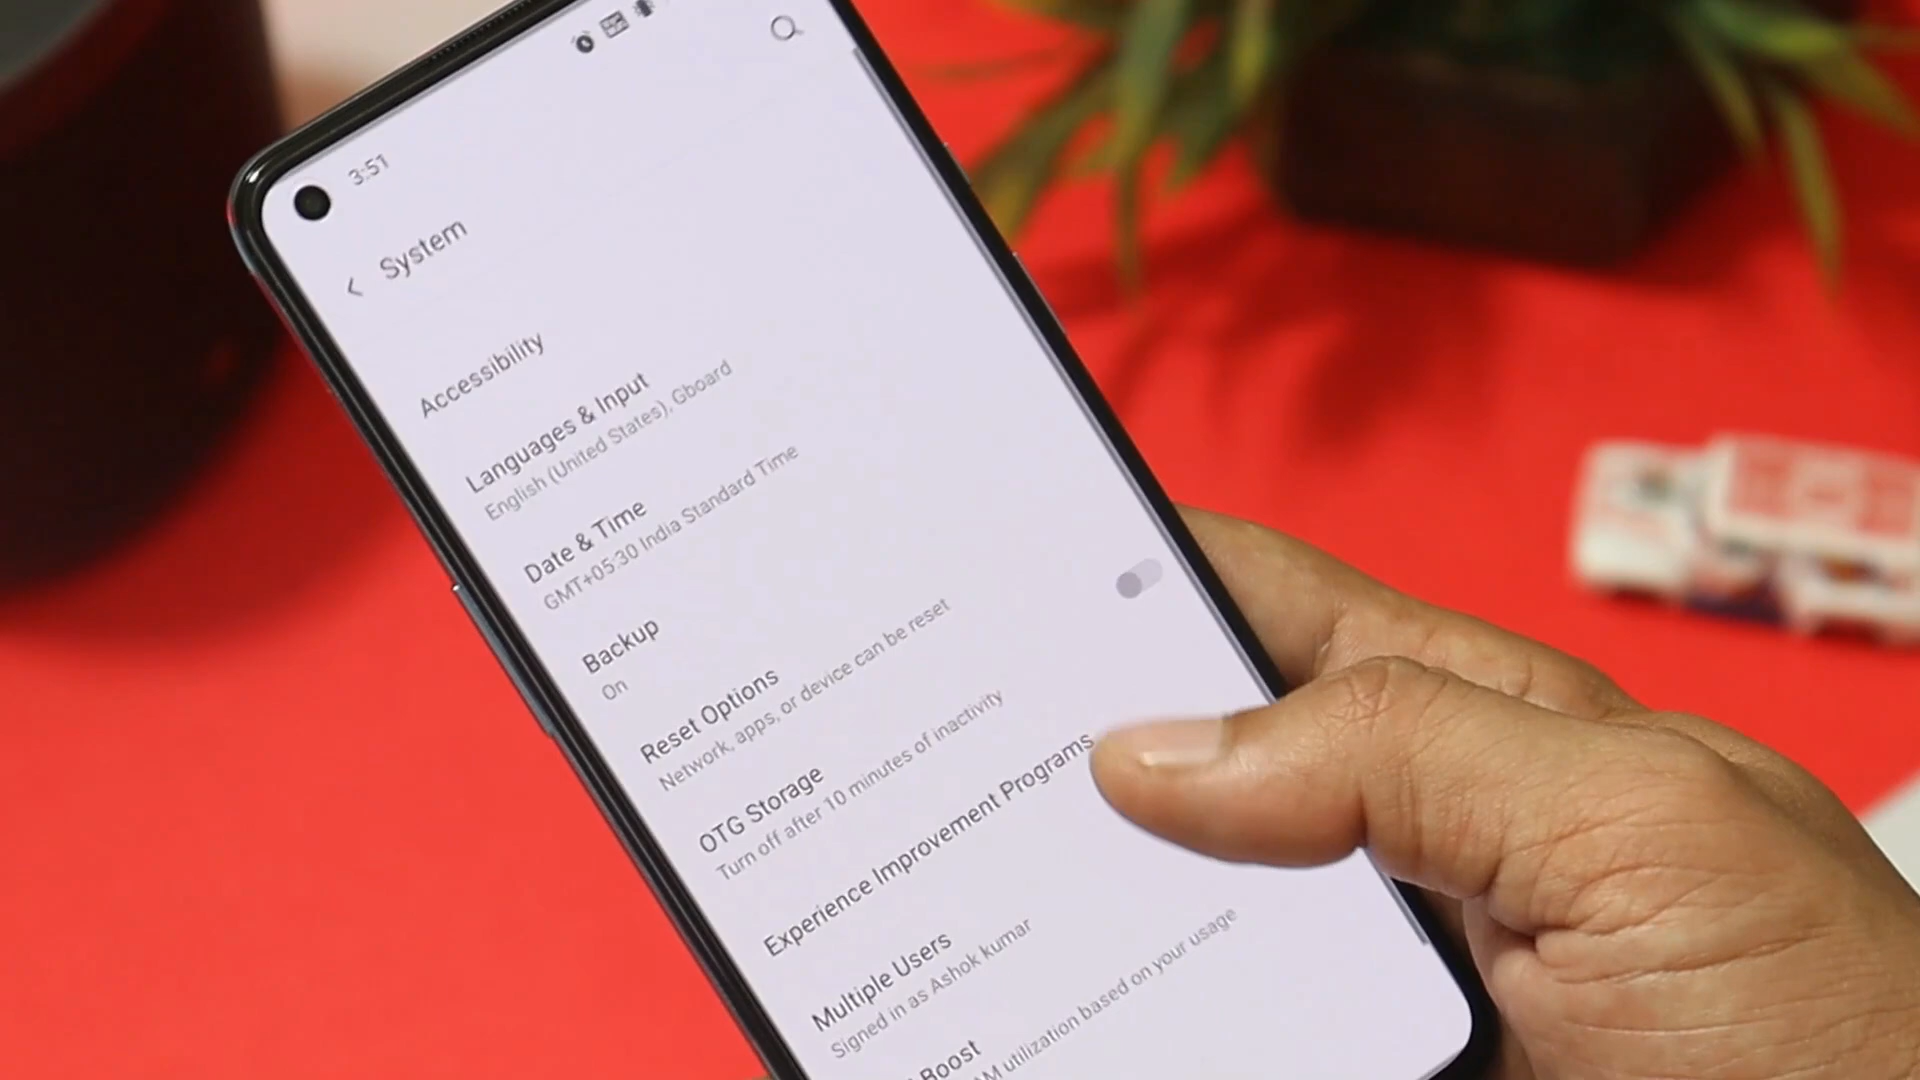 3:51
System
Accessibility
Languages & Input
English (United States), Gboard
Date & Time
GMT+05:30 India Standard Time
Backup
On
Reset Options
Network, apps, or device can be reset
OTG Storage
Turn off after 10 minutes of inactivity
Experience Improvement Programs
Multiple Users
Signed in as Ashok kumar
Boost
utilization based on your usage